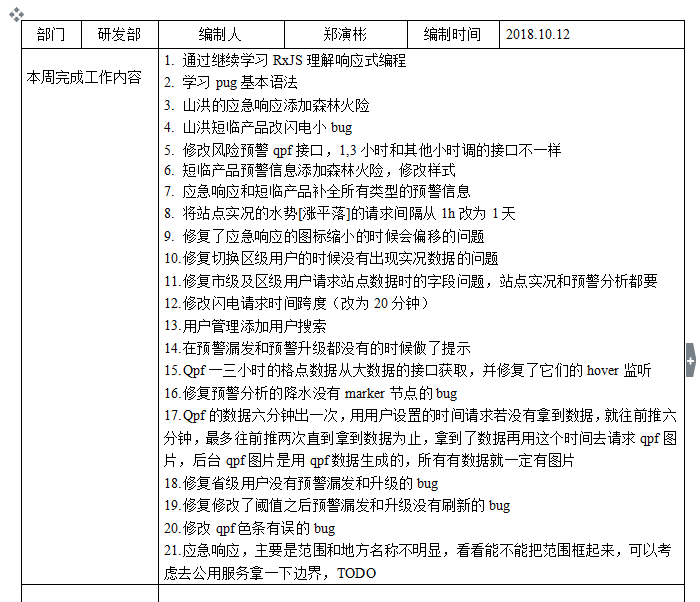 部门 研发部 编制人 郑演彬 编制时间 2018.10.12
本周完成工作内容
1. 通过继续学习 RxJS 理解响应式编程
2. 学习 pug 基本语法
3. 山洪的应急响应添加森林火险
4. 山洪短临产品改闪电小 bug
5. 修改风险预警 qpf 接口，1,3 小时和其他小时调的接口不一样
6. 短临产品预警信息添加森林火险，修改样式
7. 应急响应和短临产品补全所有类型的预警信息
8. 将站点实况的水势[涨平落]的请求间隔从 1h 改为 1 天
9. 修复了应急响应的图标缩小的时候会偏移的问题
10.修复切换区级用户的时候没有出现实况数据的问题
11.修复市级及区级用户请求站点数据时的字段问题，站点实况和预警分析都要
12.修改闪电请求时间跨度（改为 20 分钟）
13.用户管理添加用户搜索
14.在预警漏发和预警升级都没有的时候做了提示
15.Qpf 一三小时的格点数据从大数据的接口获取，并修复了它们的 hover 监听
16.修复预警分析的降水没有 marker 节点的 bug
17.Qpf 的数据六分钟出一次，用用户设置的时间请求若没有拿到数据，就往前推六
分钟，最多往前推两次直到拿到数据为止，拿到了数据再用这个时间去请求 qpf 图
片，后台 qpf 图片是用 qpf 数据生成的，所有有数据就一定有图片
18.修复省级用户没有预警漏发和升级的 bug
19.修复修改了阈值之后预警漏发和升级没有刷新的 bug
20.修改 qpf 色条有误的 bug
21.应急响应，主要是范围和地方名称不明显，看看能不能把范围框起来，可以考
虑去公用服务拿一下边界，TODO